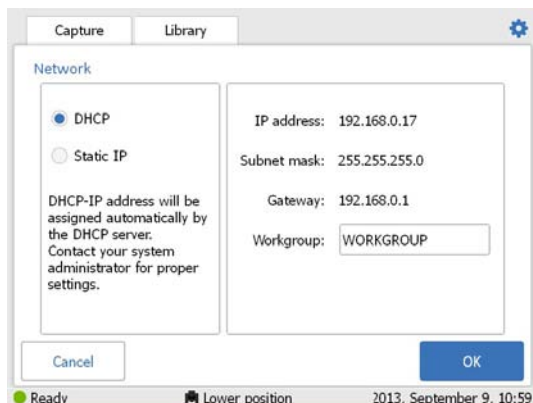 Capture
Library
Network
DHCP
Static IP
DHCP-IP address will be
assigned automatically by
the DHCP server.
Contact your system
administrator for proper
settings.
IP address: 192.168.0.17
Subnet mask: 255.255.255.0
Gateway: 192.168.0.1
Workgroup: WORKGROUP
Cancel
OK
Ready
Lower position
2013, September 9, 10:59